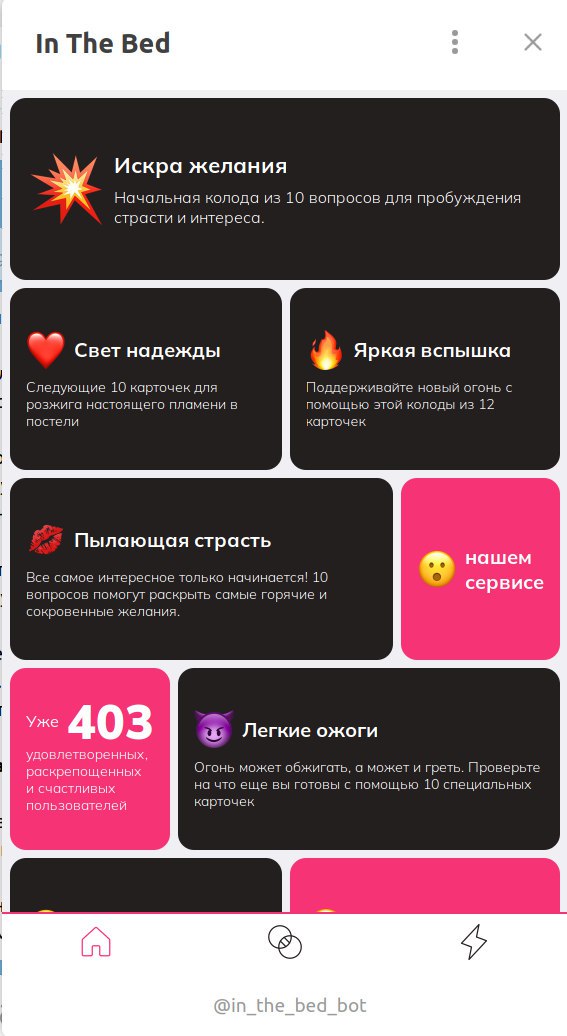 In The Bed
Искра желания
Начальная колода из 10 вопросов для пробуждения
страсти и интереса.
Свет надежды
Следующие 10 карточек для
розжига настоящего пламени в
постели
Яркая вспышка
Поддерживайте новый огонь с
помощью этой колоды из 12
карточек
Пылающая страсть
Все самое интересное только начинается! 10
вопросов помогут раскрыть самые горячие и
сокровенные желания.
нашем
сервисе
Уже 403
удовлетворенных,
раскрепощенных
и счастливых
пользователей
Легкие ожоги
Огонь может обжигать, а может и греть. Проверьте
на что еще вы готовы с помощью 10 специальных
карточек
@in_the_bed_bot